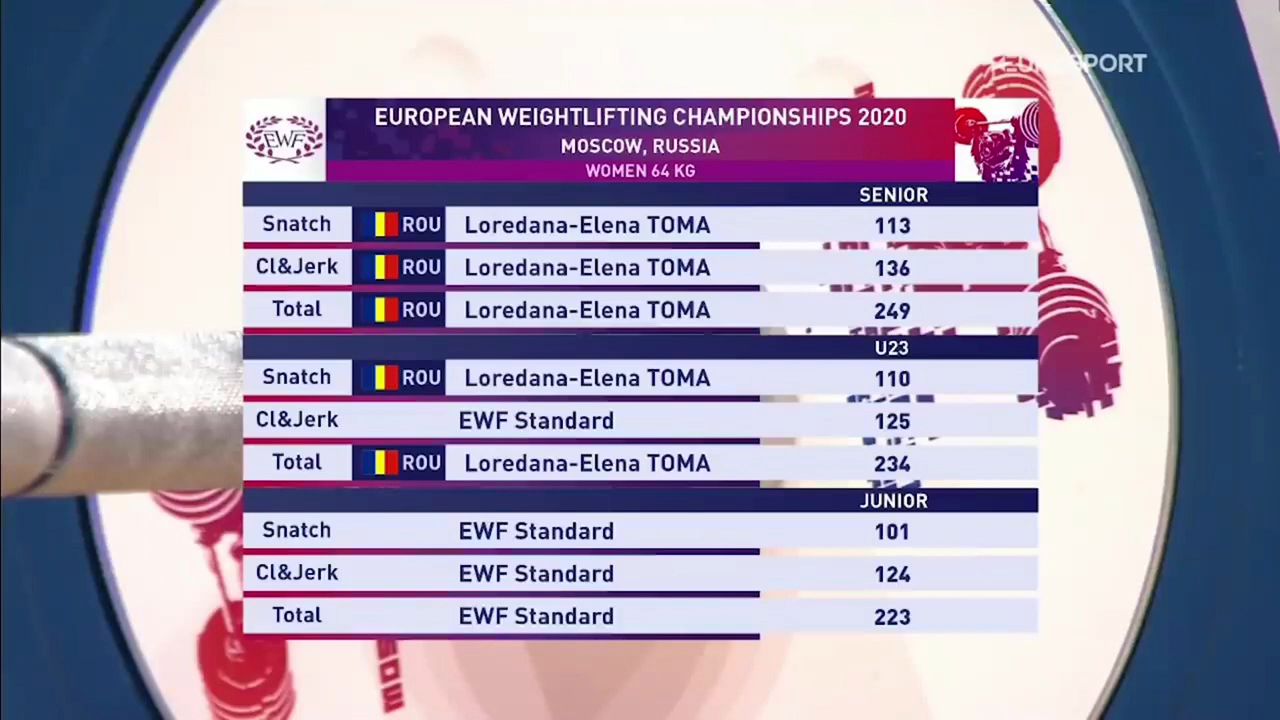 EUROSPORT
EUROPEAN WEIGHTLIFTING CHAMPIONSHIPS 2020
EWF
MOSCOW, RUSSIA
WOMEN 64 KG
SENIOR
Snatch ROU Loredana-Elena TOMA 113
Cl&Jerk ROU Loredana-Elena TOMA 136
Total ROU Loredana-Elena TOMA 249
U23
Snatch ROU Loredana-Elena TOMA 110
Cl&Jerk EWF Standard 125
Total ROU Loredana-Elena TOMA 234
JUNIOR
Snatch EWF Standard 101
Cl&Jerk EWF Standard 124
Total EWF Standard 223